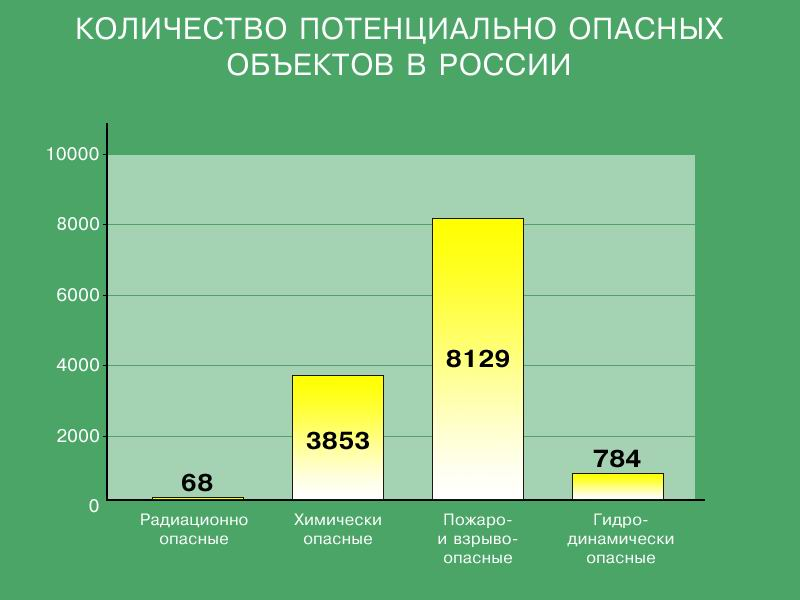 КОЛИЧЕСТВО ПОТЕНЦИАЛЬНО ОПАСНЫХ
ОБЪЕКТОВ В РОССИИ
10000
8000
6000
4000
2000
0
68
3853
8129
784
Радиационно
опасные
Химически
опасные
Пожаро-
и взрыво-
опасные
Гидро-
динамически
опасные